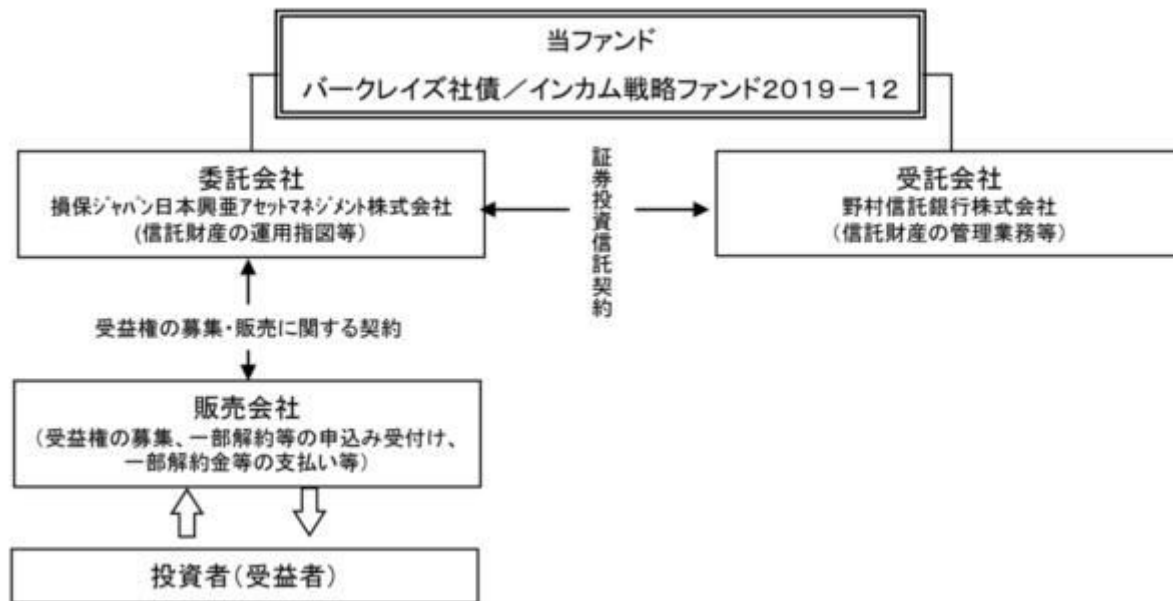 当ファンド
バークレイズ社債／インカム戦略ファンド２０１９－１２
委託会社
損保ｼﾞｬﾊﾟﾝ日本興亜ｱｾｯﾄﾏﾈｼﾞﾒﾝﾄ株式会社
(信託財産の運用指図等）
証券投資信託契約
受託会社
野村信託銀行株式会社
（信託財産の管理業務等）
受益権の募集・販売に関する契約
販売会社
（受益権の募集、一部解約等の申込み受付け、
一部解約金等の支払い等）
投資者（受益者）